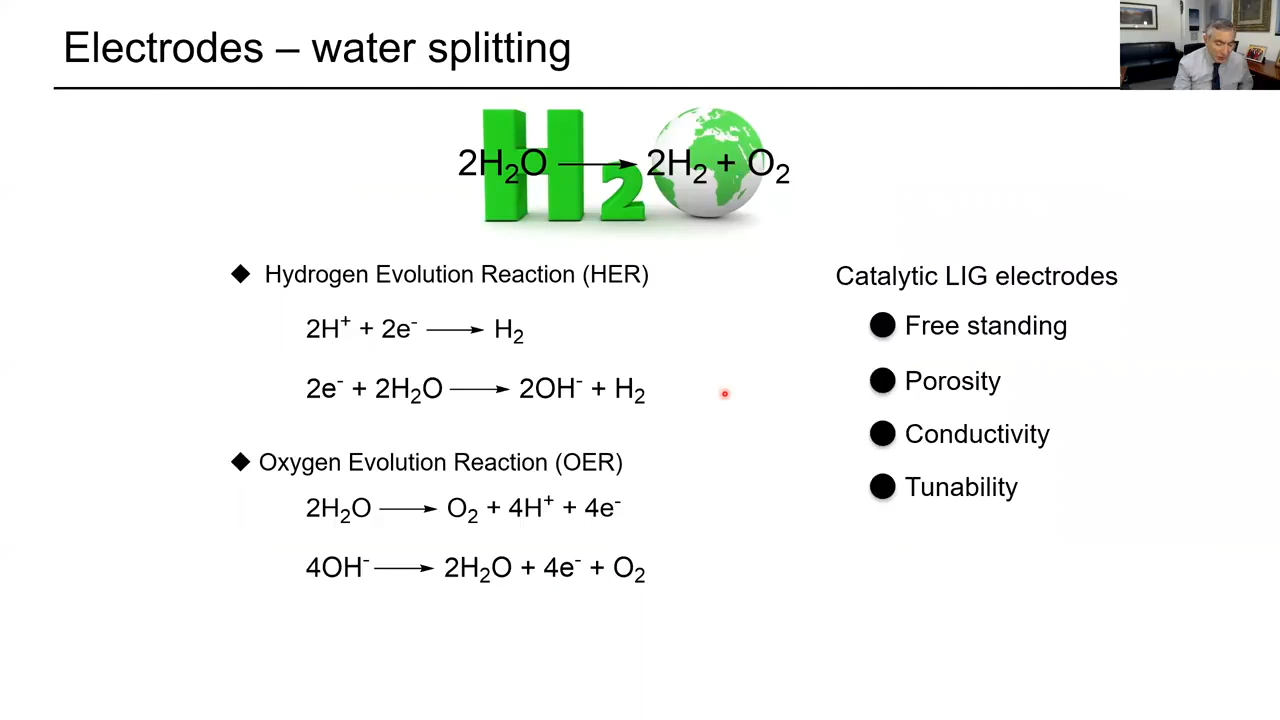 Electrodes – water splitting
H₂O
2H₂O ⟶ 2H₂ + O₂
◆ Hydrogen Evolution Reaction (HER)
2H⁺ + 2e⁻ ⟶ H₂
2e⁻ + 2H₂O ⟶ 2OH⁻ + H₂
◆ Oxygen Evolution Reaction (OER)
2H₂O ⟶ O₂ + 4H⁺ + 4e⁻
4OH⁻ ⟶ 2H₂O + 4e⁻ + O₂
Catalytic LIG electrodes
● Free standing
● Porosity
● Conductivity
● Tunability